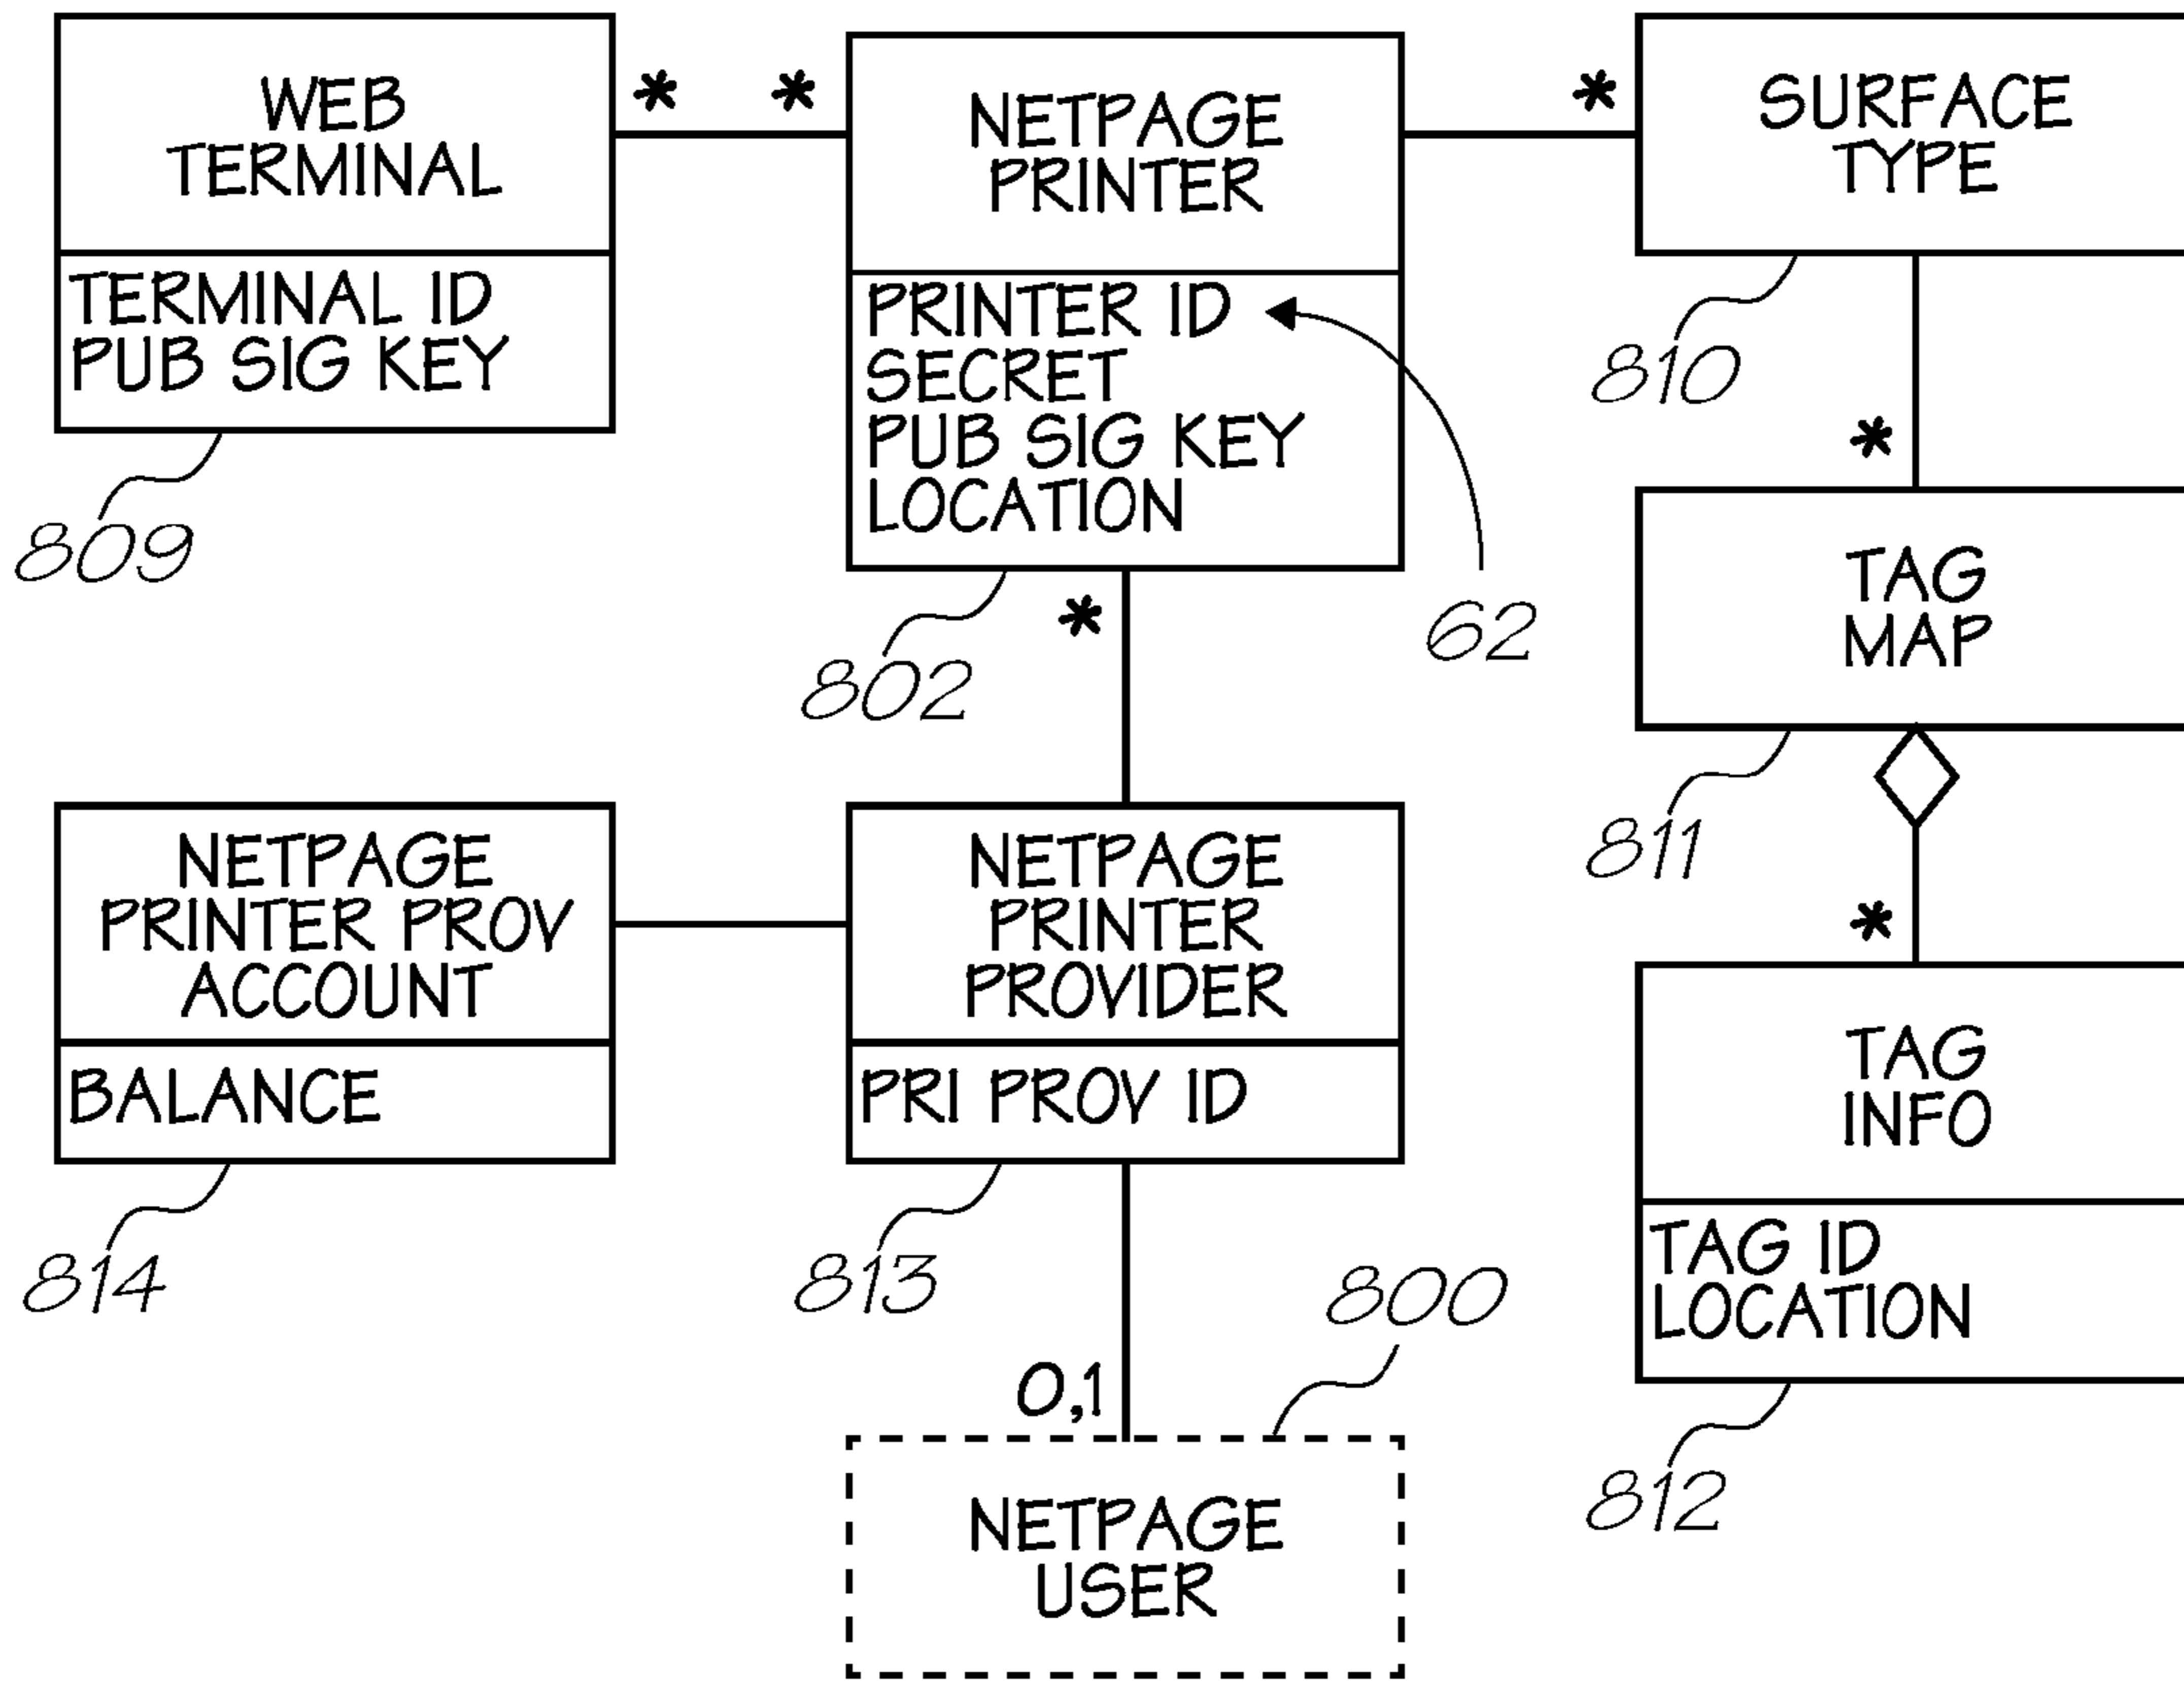 WEB
TERMINAL
TERMINAL ID
PUB SIG KEY
809
*
*
NETPAGE
PRINTER
PRINTER ID
SECRET
PUB SIG KEY
LOCATION
802
62
*
*
SURFACE
TYPE
810
*
TAG
MAP
811
*
NETPAGE
PRINTER PROV
ACCOUNT
BALANCE
814
NETPAGE
PRINTER
PROVIDER
PRI PROV ID
813
TAG
INFO
TAG ID
LOCATION
812
0,1
800
NETPAGE
USER